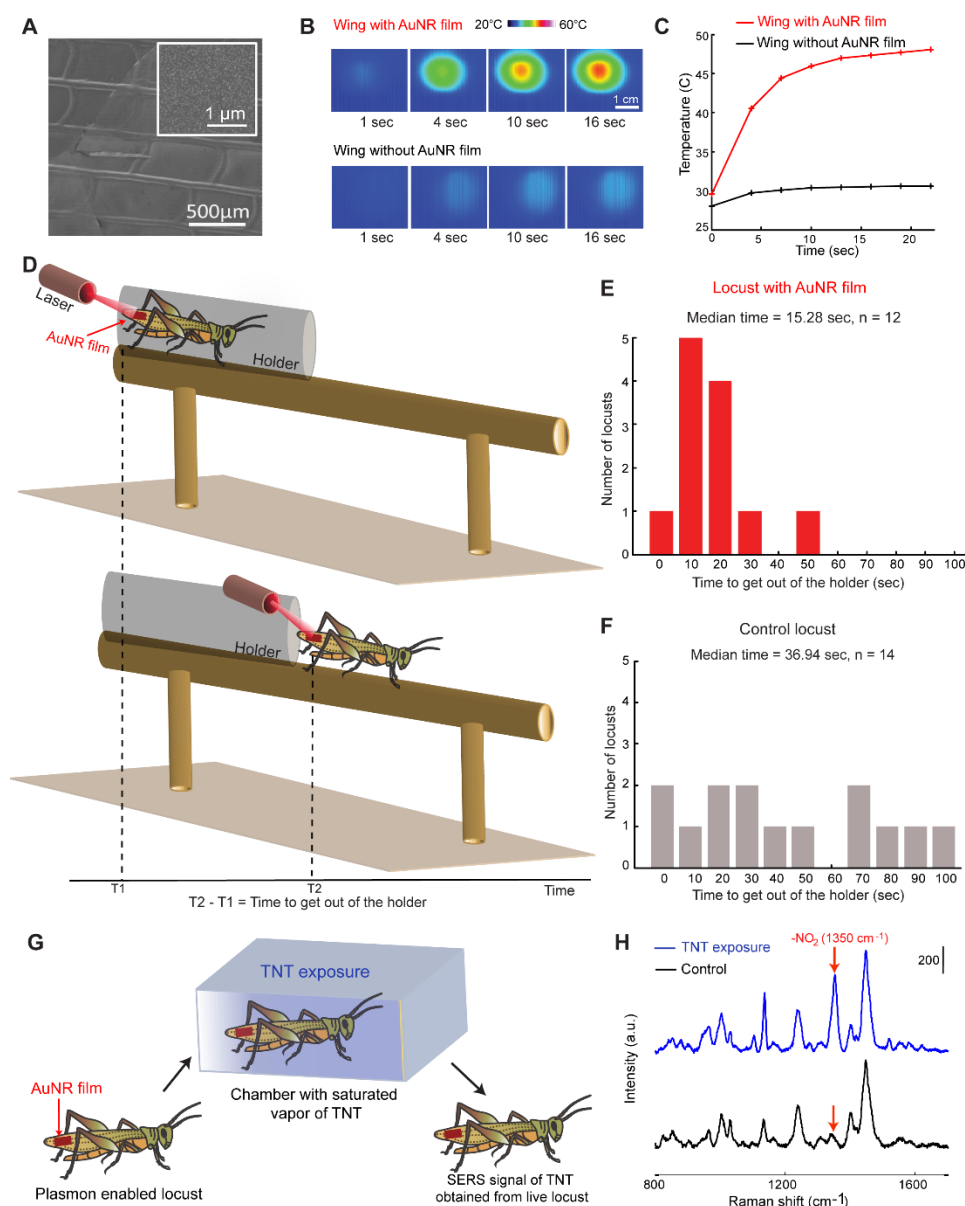 A
1 μm
500μm
B
Wing with AuNR film
20°C
60°C
1 cm
1 sec
4 sec
10 sec
16 sec
Wing without AuNR film
1 sec
4 sec
10 sec
16 sec
C
Wing with AuNR film
Wing without AuNR film
50
45
40
35
30
25
Temperature (C)
0
5
10
15
20
Time (sec)
D
Laser
AuNR film
Holder
Holder
T1
T2
Time
T2 - T1 = Time to get out of the holder
E
Locust with AuNR film
Median time = 15.28 sec, n = 12
Number of locusts
5
4
3
2
1
0
0 10 20 30 40 50 60 70 80 90 100
Time to get out of the holder (sec)
F
Control locust
Median time = 36.94 sec, n = 14
Number of locusts
5
4
3
2
1
0
0 10 20 30 40 50 60 70 80 90 100
Time to get out of the holder (sec)
G
TNT exposure
Chamber with saturated
vapor of TNT
AuNR film
Plasmon enabled locust
SERS signal of TNT
obtained from live locust
H
TNT exposure
Control
-NO₂ (1350 cm⁻¹)
200
Intensity (a.u.)
800
1200
1600
Raman shift (cm⁻¹)